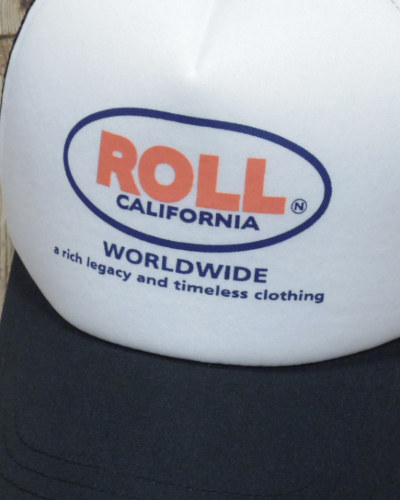 ROLL
CALIFORNIA Ⓝ
WORLDWIDE
a rich legacy and timeless clothing